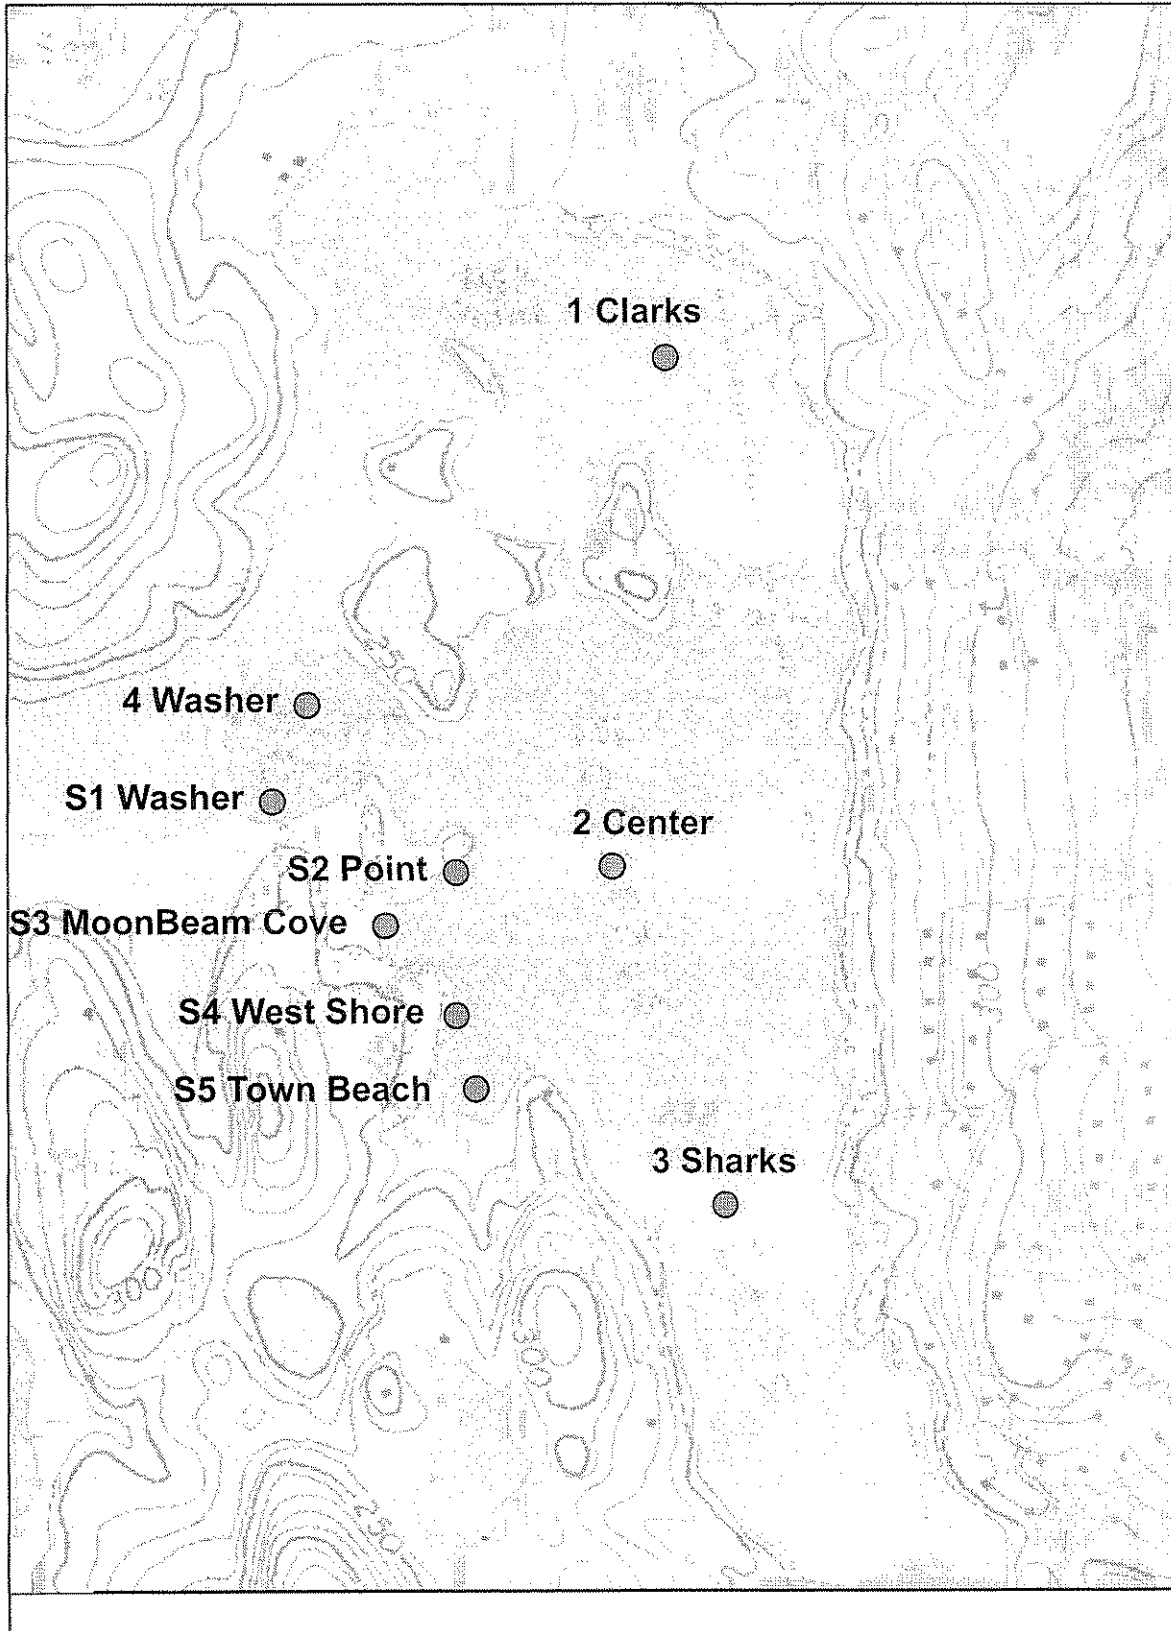 1 Clarks
250
4 Washer
S1 Washer
2 Center
S2 Point
S3 MoonBeam Cove
S4 West Shore
S5 Town Beach
3 Sharks
300
300
250